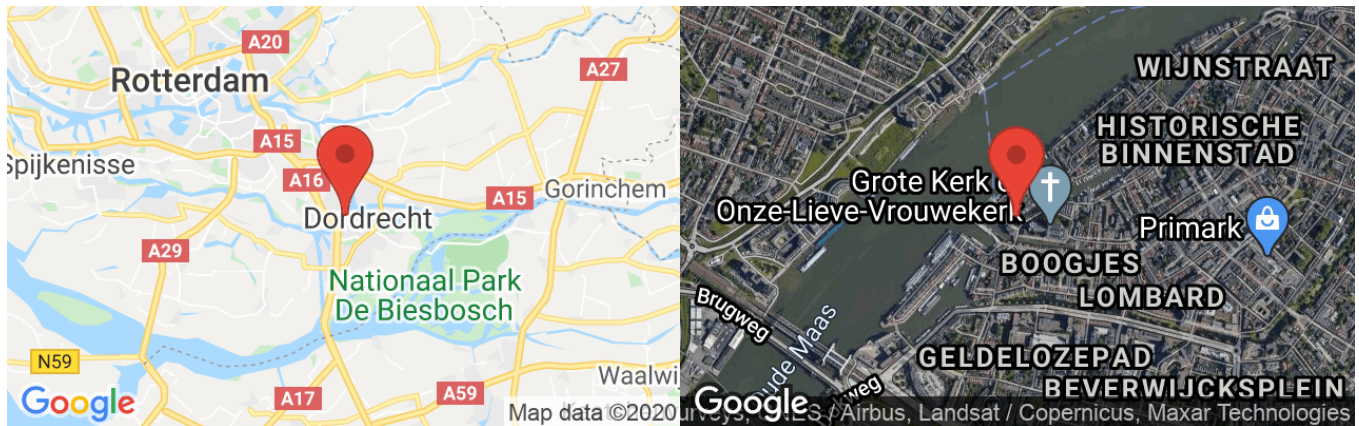 A20
Rotterdam
A27
A15
Spijkenisse
A16
Gorinchem
A15
Dordrecht
A29
Nationaal Park
De Biesbosch
N59
Waalwi
A17
A59
Google
Map data ©2020
WIJNSTRAAT
HISTORISCHE
BINNENSTAD
Grote Kerk o
Onze-Lieve-Vrouwekerk
Primark
BOOGJES
LOMBARD
Brugweg
Oude Maas
GELDELOZEPAD
BEVERWIJCKSPLEIN
kweg
Google
/ Airbus, Landsat / Copernicus, Maxar Technologies